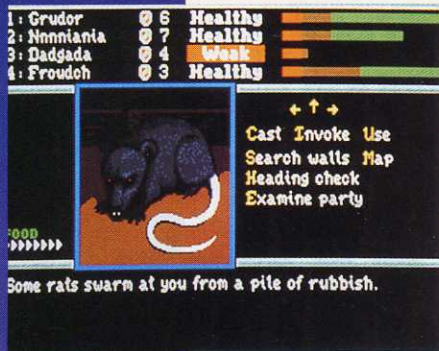 1: Grudor 6 Healthy
2: Nnnniania 7 Healthy
3: Dadgada 4 Weak
4: Froudch 3 Healthy
Cast Invoke Use
Search walls Map
Heading check
Examine party
FOOD
Some rats swarm at you from a pile of rubbish.